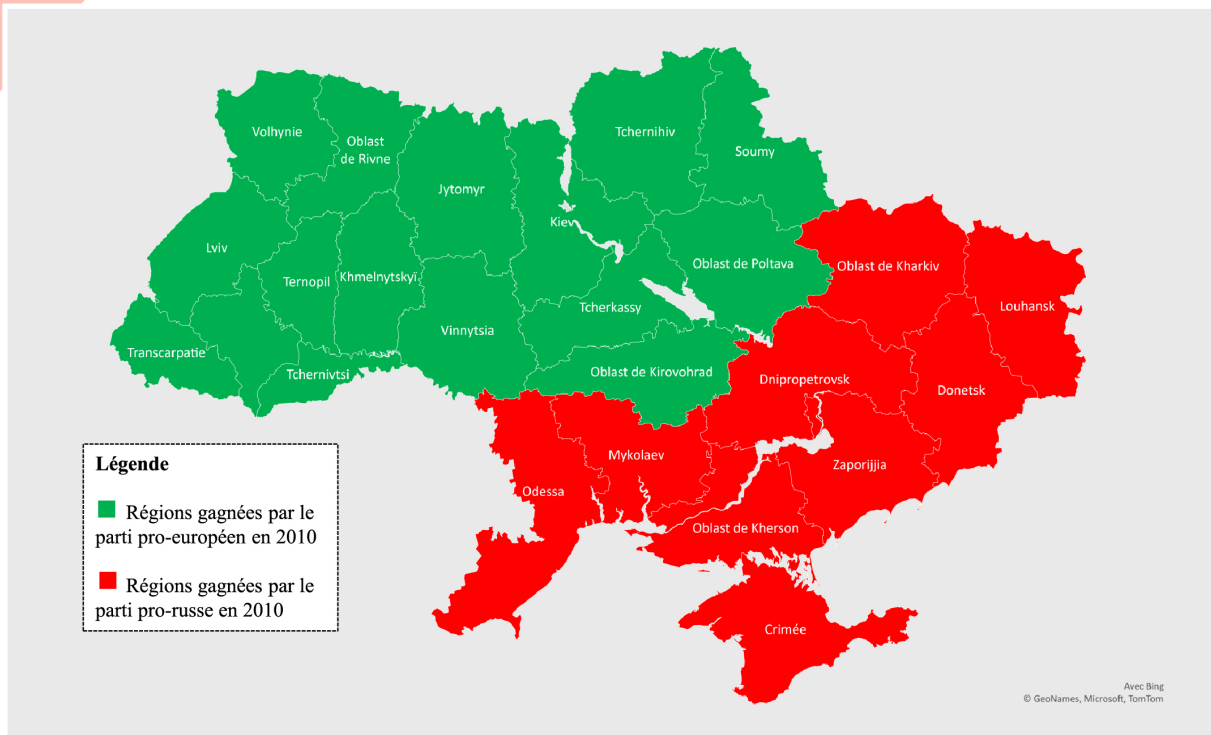 Volhynie
Oblast
de Rivne
Tchernihiv
Soumy
Jytomyr
Kiev
Lviv
Ternopil
Khmelnytskyï
Oblast de Poltava
Oblast de Kharkiv
Louhansk
Tcherkassy
Vinnytsia
Transcarpatie
Tchernivtsi
Oblast de Kirovohrad
Dnipropetrovsk
Donetsk
Mykolaev
Zaporijjia
Odessa
Oblast de Kherson
Crimée
Légende
Régions gagnées par le
parti pro-européen en 2010
Régions gagnées par le
parti pro-russe en 2010
Avec Bing
© GeoNames, Microsoft, TomTom